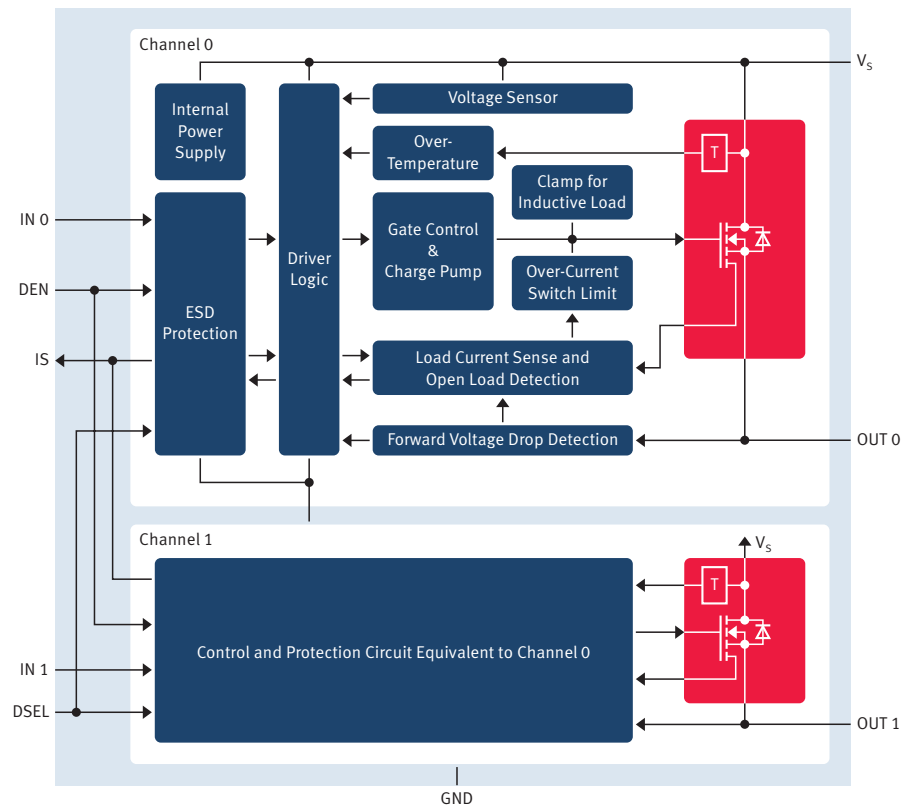 Channel 0
Vs
Internal
Power
Supply
Voltage Sensor
Over-
Temperature
T
Clamp for
Inductive Load
IN 0
Gate Control
&
Charge Pump
Driver
Logic
Over-Current
Switch Limit
DEN
ESD
Protection
IS
Load Current Sense and
Open Load Detection
Forward Voltage Drop Detection
OUT 0
Channel 1
Vs
T
Control and Protection Circuit Equivalent to Channel 0
IN 1
DSEL
OUT 1
GND